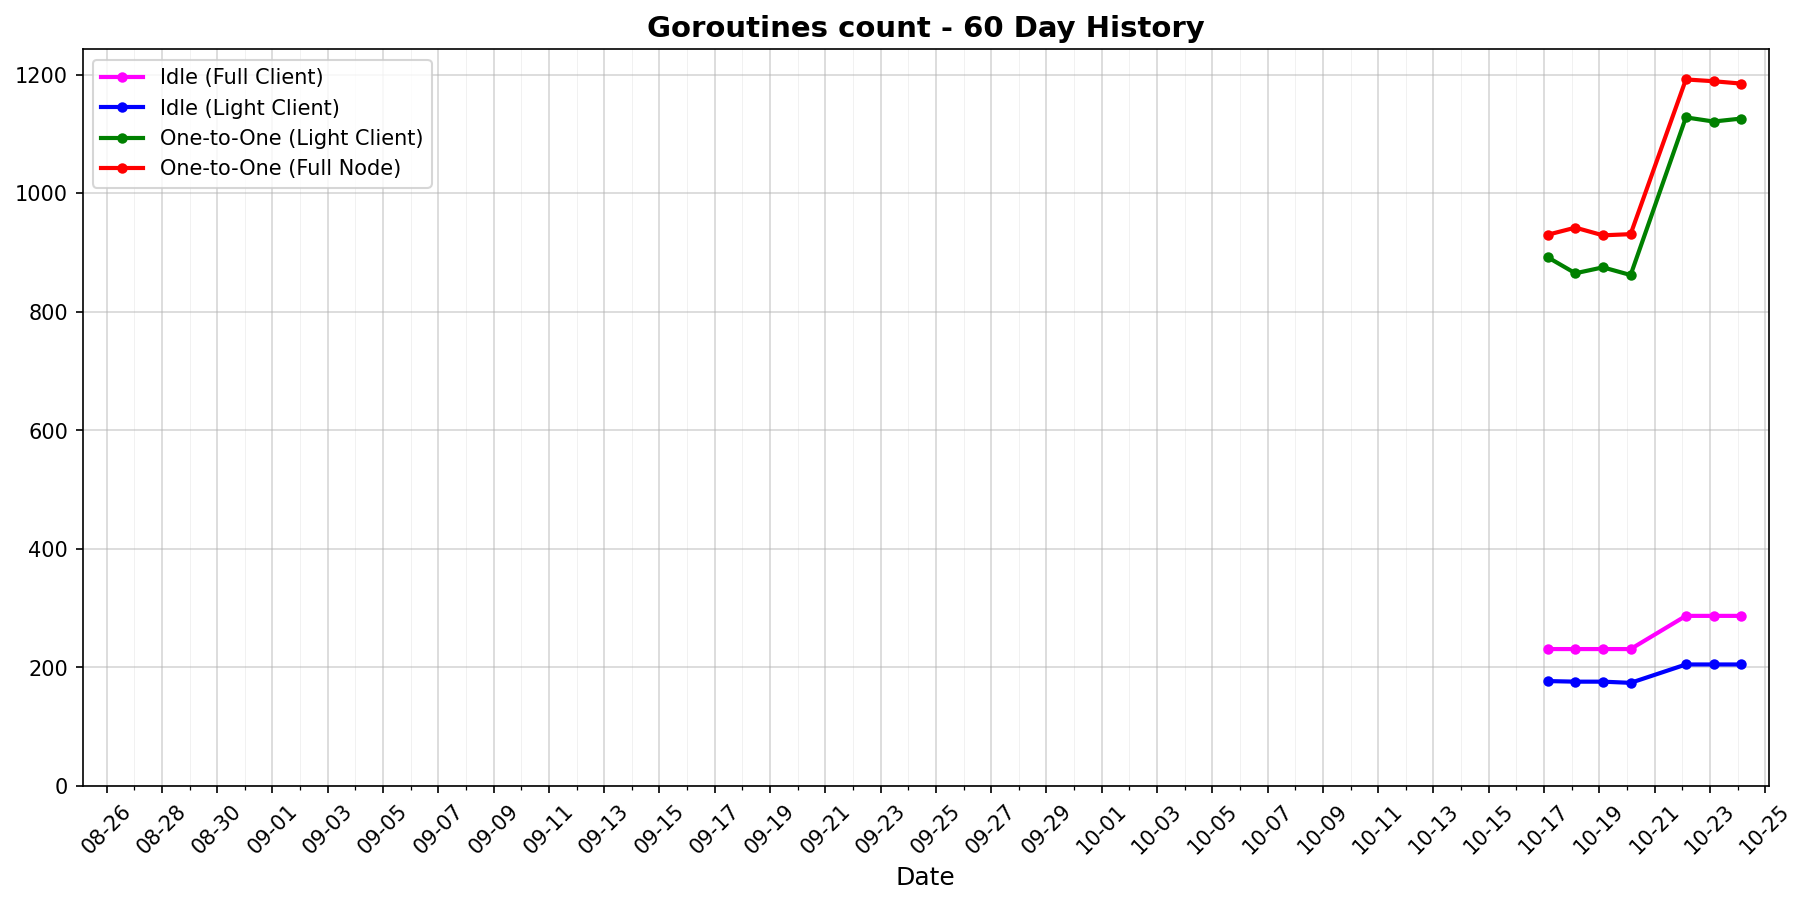 Goroutines count - 60 Day History
Idle (Full Client)
Idle (Light Client)
One-to-One (Light Client)
One-to-One (Full Node)
1200
1000
800
600
400
200
0
08-26 08-28 08-30 09-01 09-03 09-05 09-07 09-09 09-11 09-13 09-15 09-17 09-19 09-21 09-23 09-25 09-27 09-29 10-01 10-03 10-05 10-07 10-09 10-11 10-13 10-15 10-17 10-19 10-21 10-23 10-25
Date